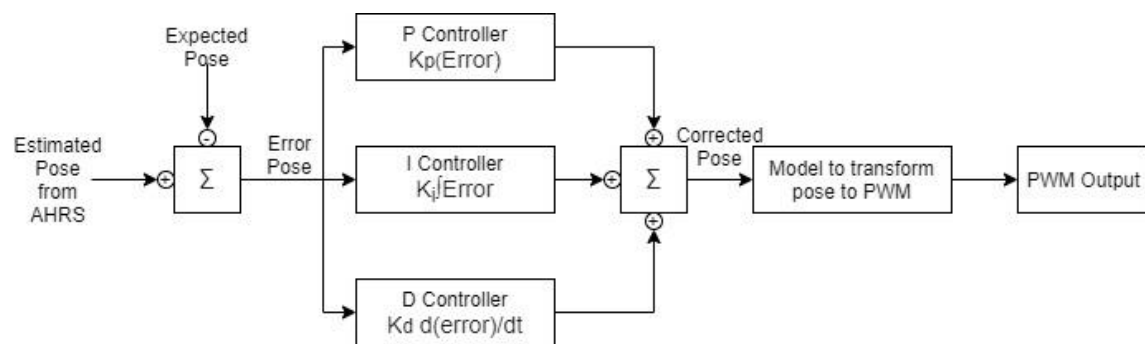 Expected
Pose
-
Estimated
Pose
from
AHRS
+
Σ
Error
Pose
P Controller
Kp(Error)
I Controller
Ki∫Error
D Controller
Kd d(error)/dt
+
+
+
Σ
Corrected
Pose
Model to transform
pose to PWM
PWM Output